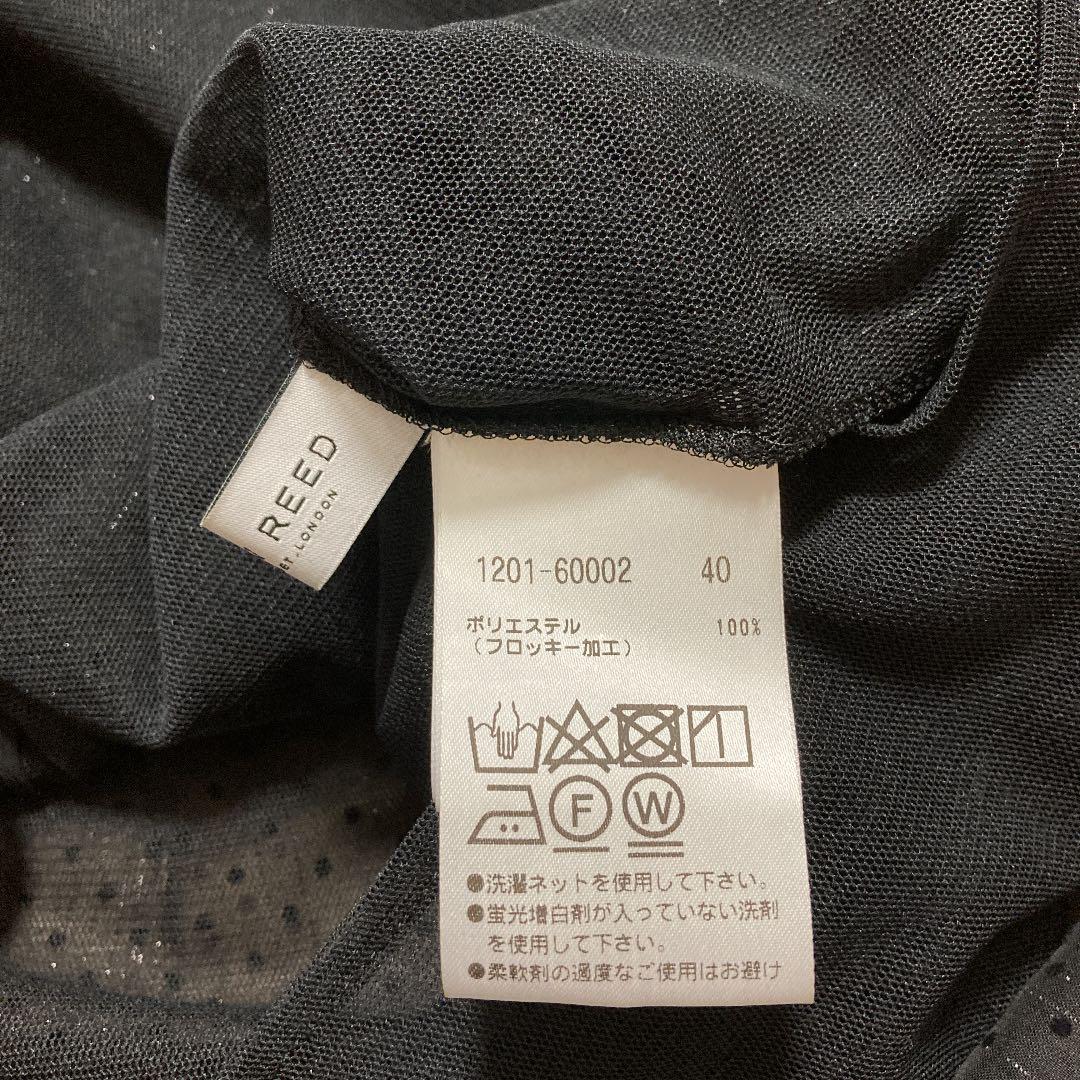 REED
LONDON
1201-60002 40
ポリエステル 100%
(フロッキー加工)
F W
●洗濯ネットを使用して下さい。
●蛍光増白剤が入っていない洗剤
を使用して下さい。
●柔軟剤の過度なご使用はお避け